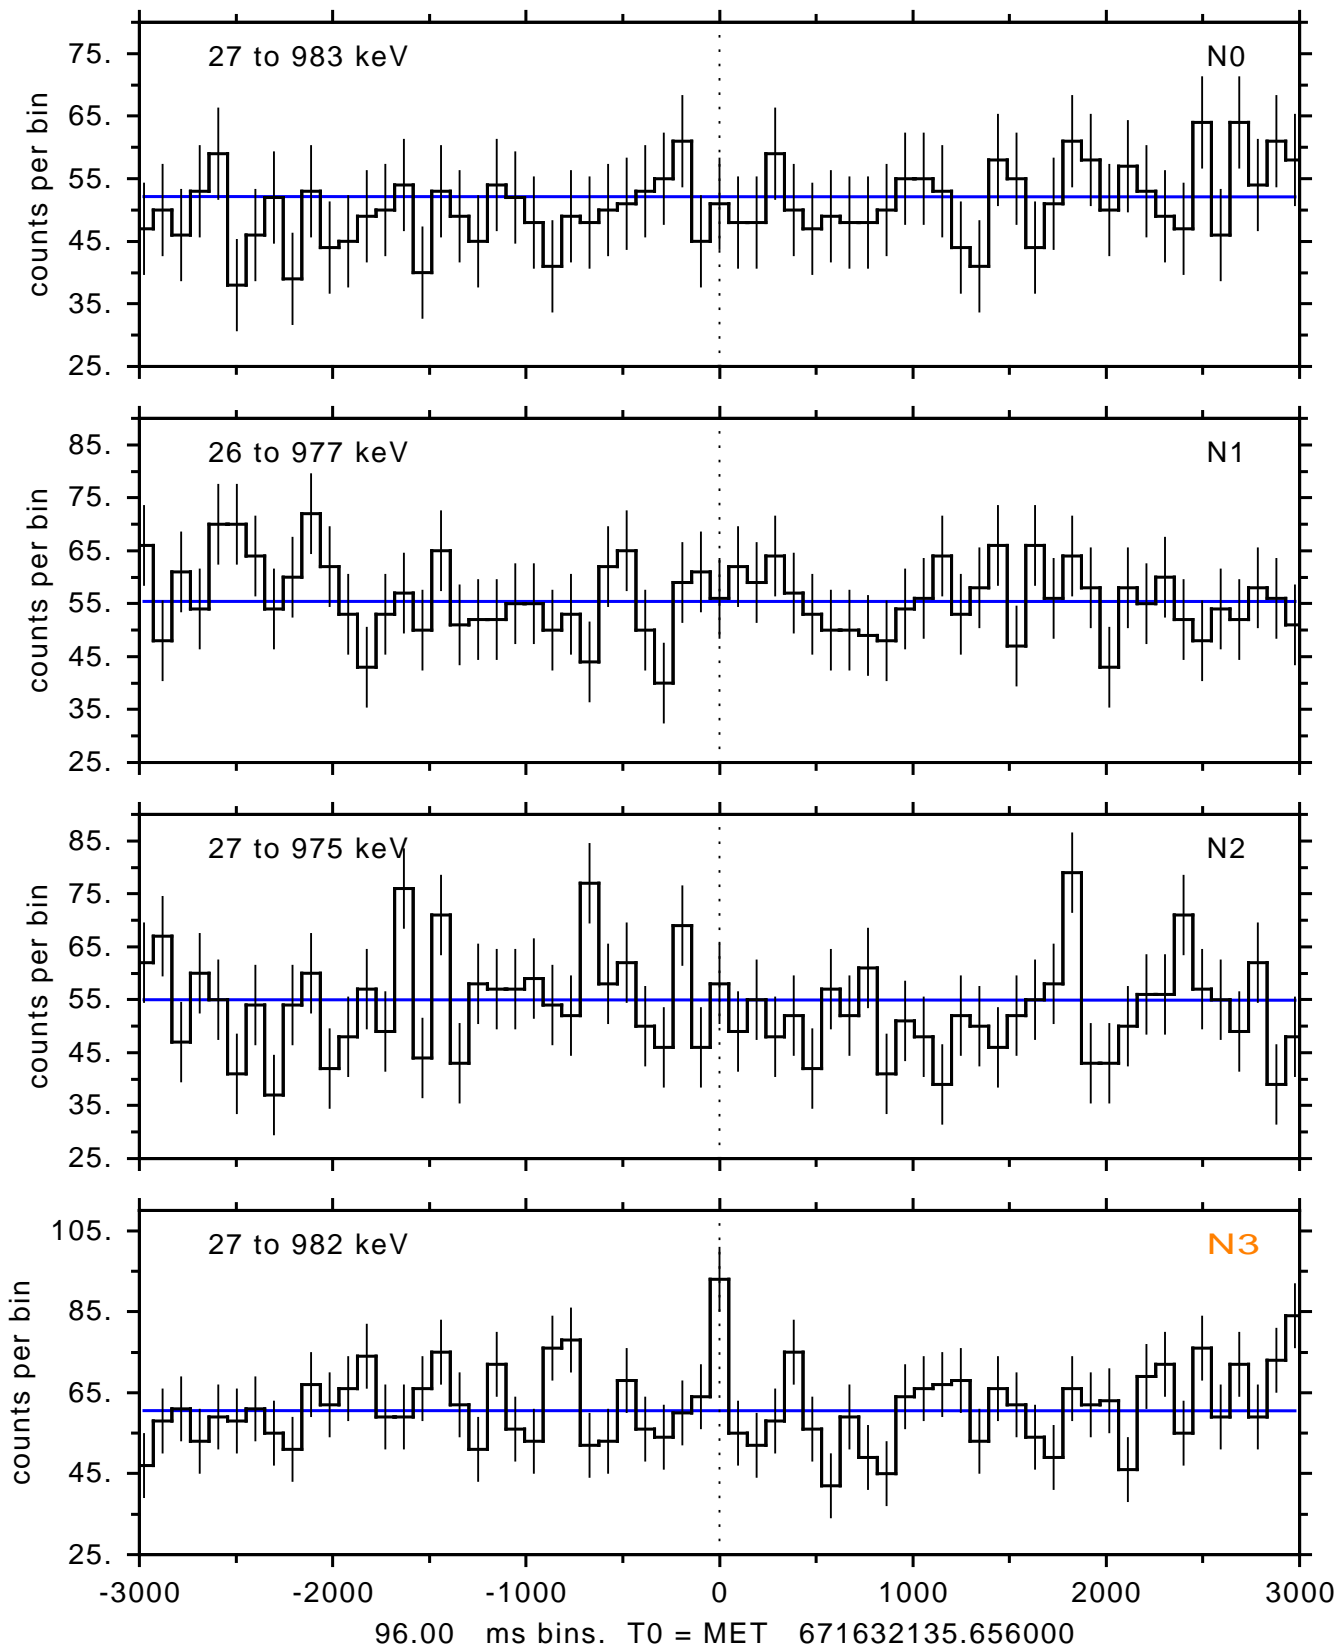 27 to 983 keV N0
75.
65.
55.
45.
35.
25.
counts per bin
26 to 977 keV N1
85.
75.
65.
55.
45.
35.
25.
counts per bin
27 to 975 keV N2
85.
75.
65.
55.
45.
35.
25.
counts per bin
27 to 982 keV N3
105.
85.
65.
45.
25.
counts per bin
-3000 -2000 -1000 0 1000 2000 3000
96.00 ms bins. T0 = MET 671632135.656000